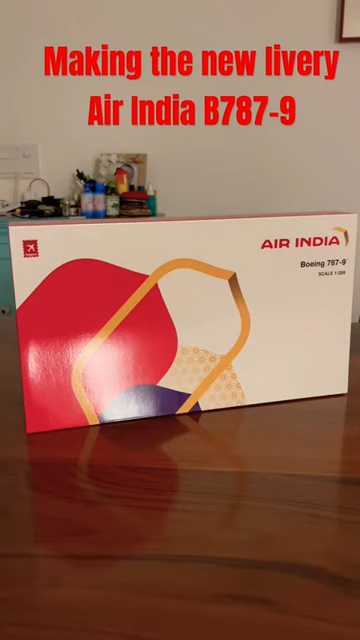 Making the new livery
Air India B787-9
AIR INDIA
Boeing 787-9
SCALE 1:200